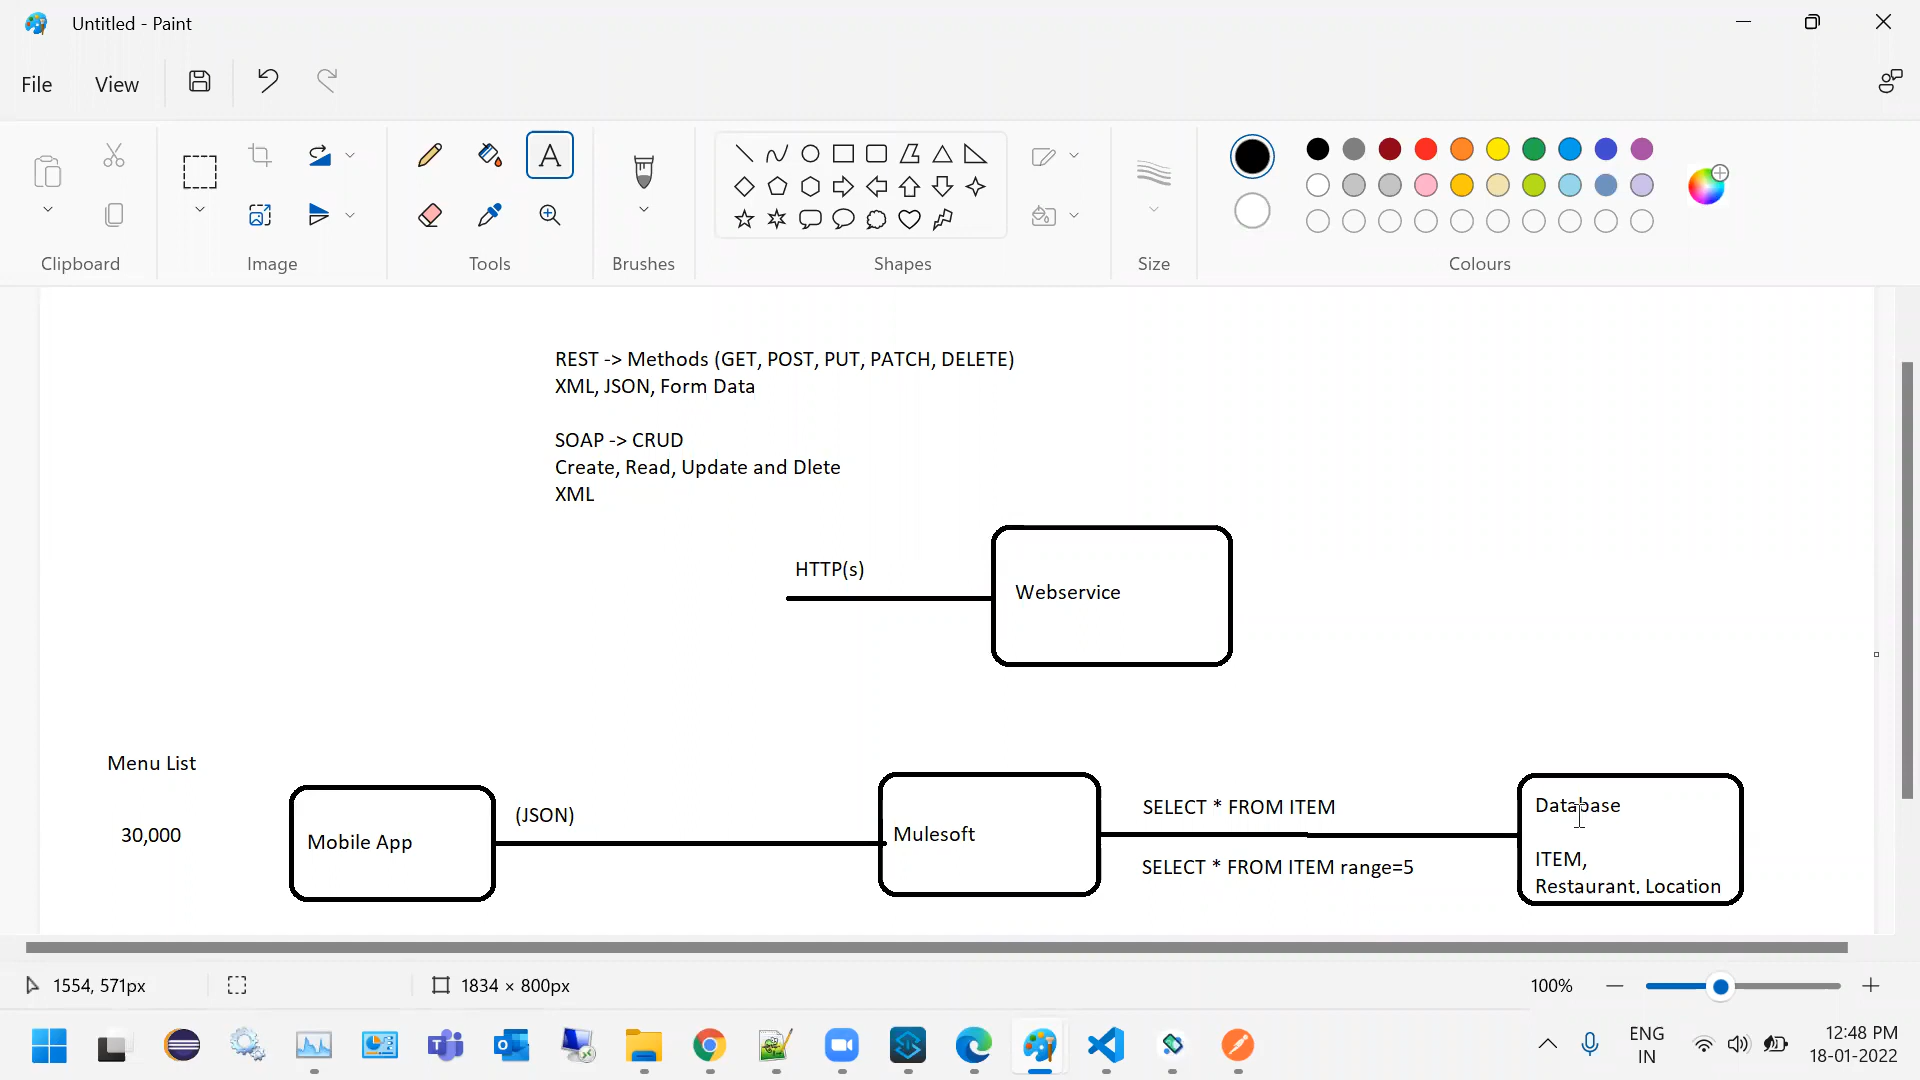 Untitled - Paint
File
View
Clipboard
Image
Tools
Brushes
Shapes
Size
Colours
REST -> Methods (GET, POST, PUT, PATCH, DELETE)
XML, JSON, Form Data
SOAP -> CRUD
Create, Read, Update and Dlete
XML
HTTP(s)
Webservice
Menu List
30,000
Mobile App
(JSON)
Mulesoft
SELECT * FROM ITEM
SELECT * FROM ITEM range=5
Database
ITEM,
Restaurant, Location
1554, 571px
1834 × 800px
100%
ENG
IN
12:48 PM
18-01-2022